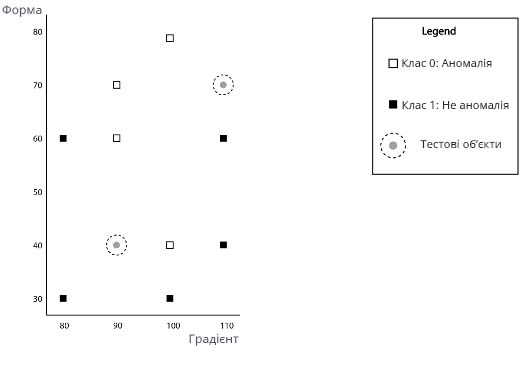 Форма
80
70
60
50
40
30
80 90 100 110
Градієнт
Legend
Клас 0: Аномалія
Клас 1: Не аномалія
Тестові об’єкти